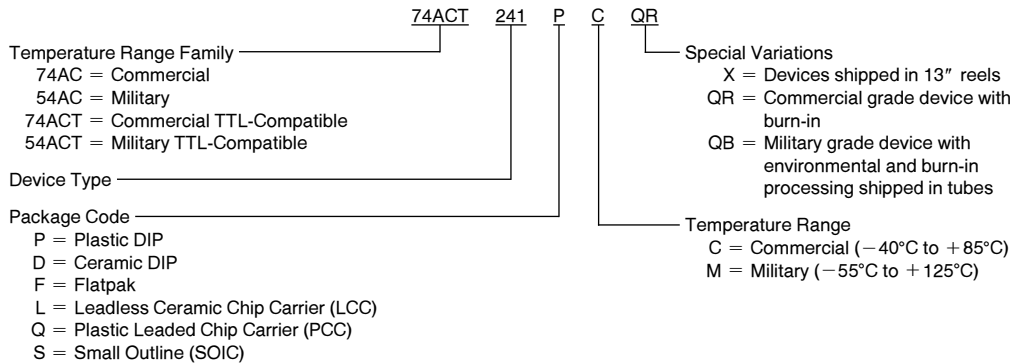 74ACT 241 P C QR
Temperature Range Family
74AC = Commercial
54AC = Military
74ACT = Commercial TTL-Compatible
54ACT = Military TTL-Compatible
Device Type
Package Code
P = Plastic DIP
D = Ceramic DIP
F = Flatpak
L = Leadless Ceramic Chip Carrier (LCC)
Q = Plastic Leaded Chip Carrier (PCC)
S = Small Outline (SOIC)
Special Variations
X = Devices shipped in 13″ reels
QR = Commercial grade device with
burn-in
QB = Military grade device with
environmental and burn-in
processing shipped in tubes
Temperature Range
C = Commercial (−40°C to +85°C)
M = Military (−55°C to +125°C)